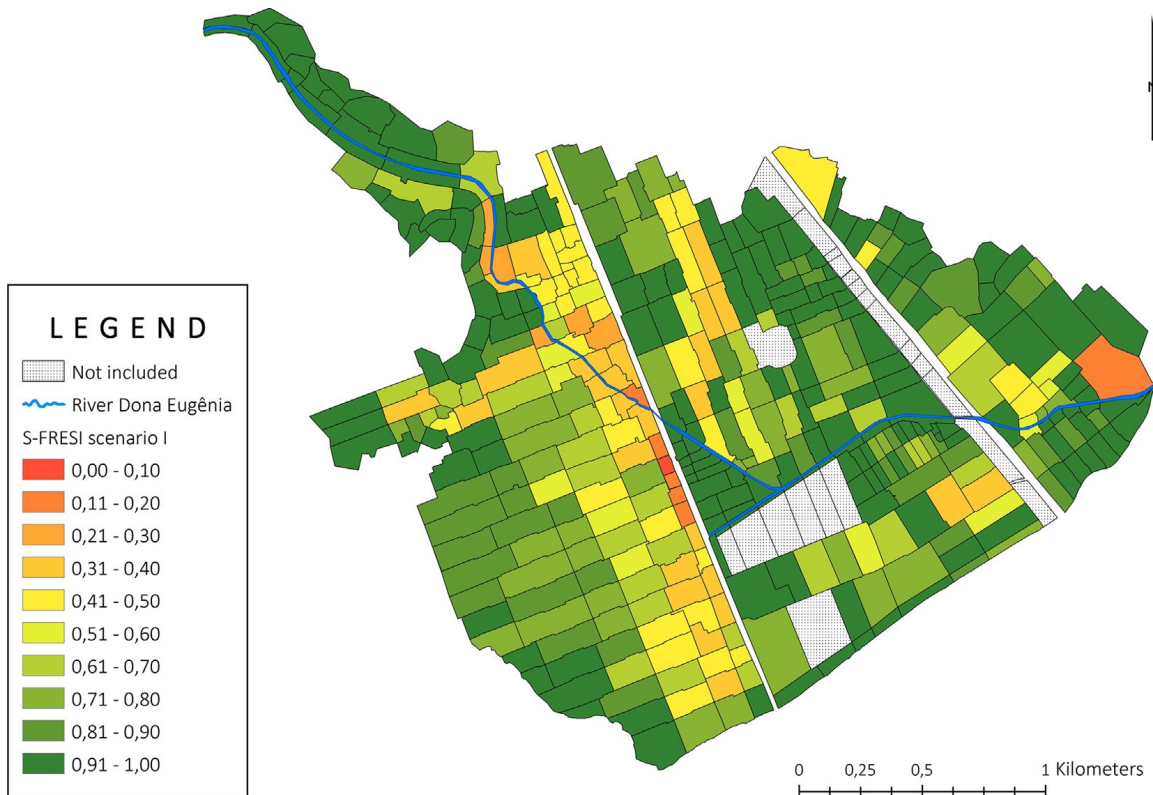 LEGEND
Not included
River Dona Eugênia
S-FRESI scenario I
0,00 - 0,10
0,11 - 0,20
0,21 - 0,30
0,31 - 0,40
0,41 - 0,50
0,51 - 0,60
0,61 - 0,70
0,71 - 0,80
0,81 - 0,90
0,91 - 1,00
0 0,25 0,5 1 Kilometers